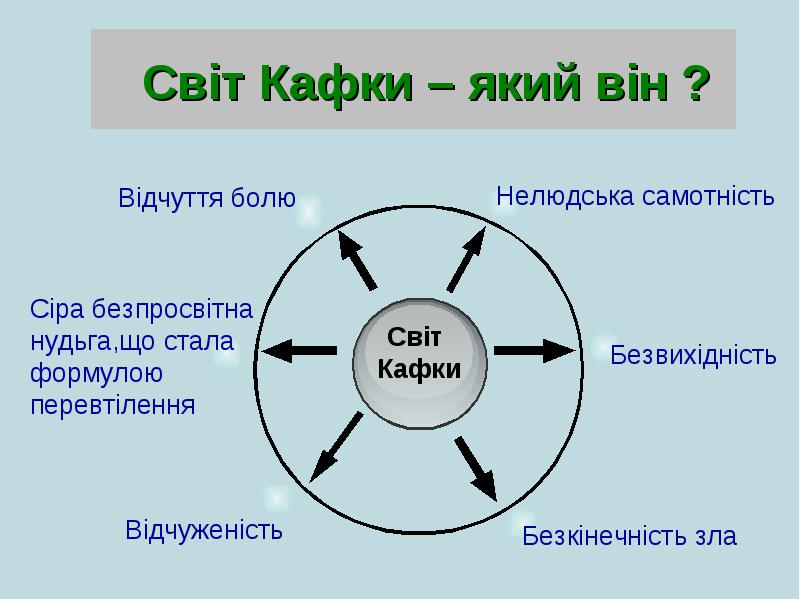 Світ Кафки – який він ?
Відчуття болю
Нелюдська самотність
Сіра безпросвітна
нудьга,що стала
формулою
перевтілення
Світ
Кафки
Безвихідність
Відчуженість
Безкінечність зла